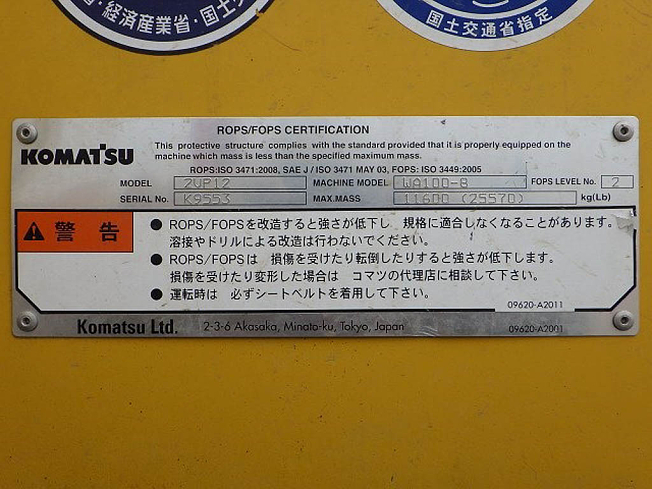 省・経済産業省・国土
国土交通省指定
ROPS/FOPS CERTIFICATION
KOMATSU
This protective structure complies with the standard provided that it is properly equipped on the
machine which mass is less than the specified maximum mass.
ROPS:ISO 3471:2008, SAE J / ISO 3471 MAY 03, FOPS: ISO 3449:2005
MODEL 2VP12 MACHINE MODEL WA100-8 FOPS LEVEL No. 2
SERIAL No. K9553 MAX.MASS 11600 (25570) kg(Lb)
警告
● ROPS/FOPSを改造すると強さが低下し 規格に適合しなくなることがあります。
溶接やドリルによる改造は行わないでください。
● ROPS/FOPSは 損傷を受けたり転倒したりすると強さが低下します。
損傷を受けたり変形した場合は コマツの代理店に相談して下さい。
● 運転時は 必ずシートベルトを着用して下さい。
09620-A2011
Komatsu Ltd. 2-3-6 Akasaka, Minato-ku, Tokyo, Japan 09620-A2001